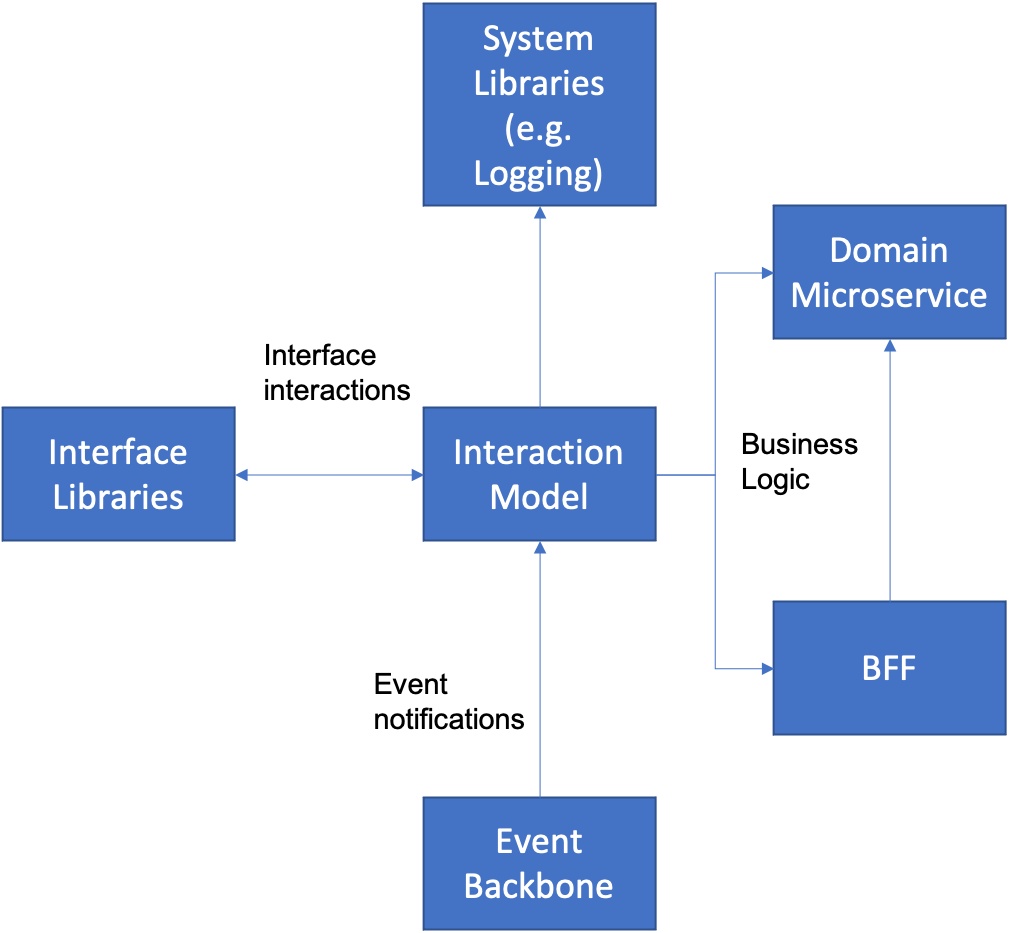 System
Libraries
(e.g.
Logging)
Domain
Microservice
Interface
interactions
Interface
Libraries
Interaction
Model
Business
Logic
BFF
Event
notifications
Event
Backbone